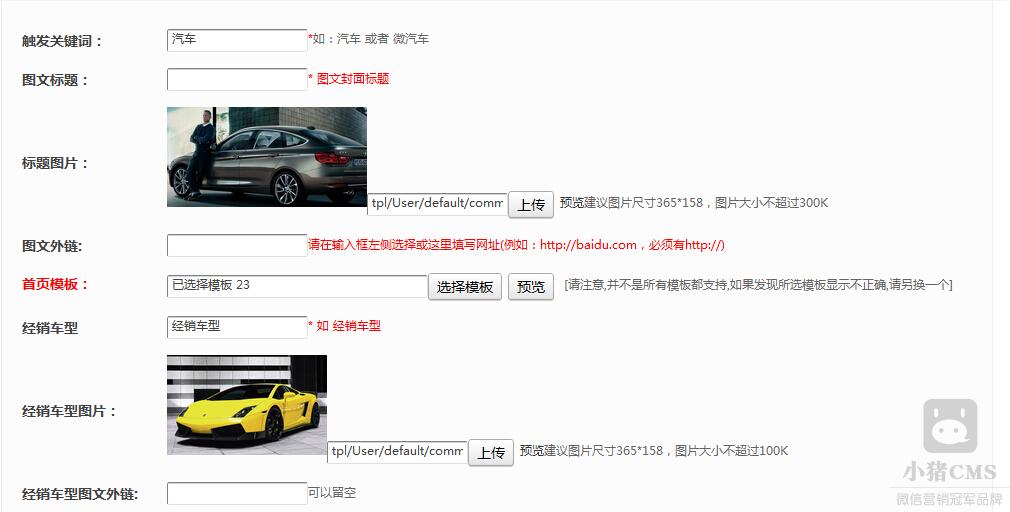 触发关键词： 汽车 *如：汽车 或者 微汽车
图文标题： * 图文封面标题
标题图片： tpl/User/default/comm 上传 预览建议图片尺寸365*158，图片大小不超过300K
图文外链: 请在输入框左侧选择或这里填写网址(例如：http://baidu.com，必须有http://)
首页模板： 已选择模板 23 选择模板 预览 [请注意,并不是所有模板都支持,如果发现所选模板显示不正确,请另换一个]
经销车型 经销车型 * 如 经销车型
经销车型图片： tpl/User/default/comm 上传 预览建议图片尺寸365*158，图片大小不超过100K
经销车型图文外链: 可以留空
小猪CMS
微信营销冠军品牌